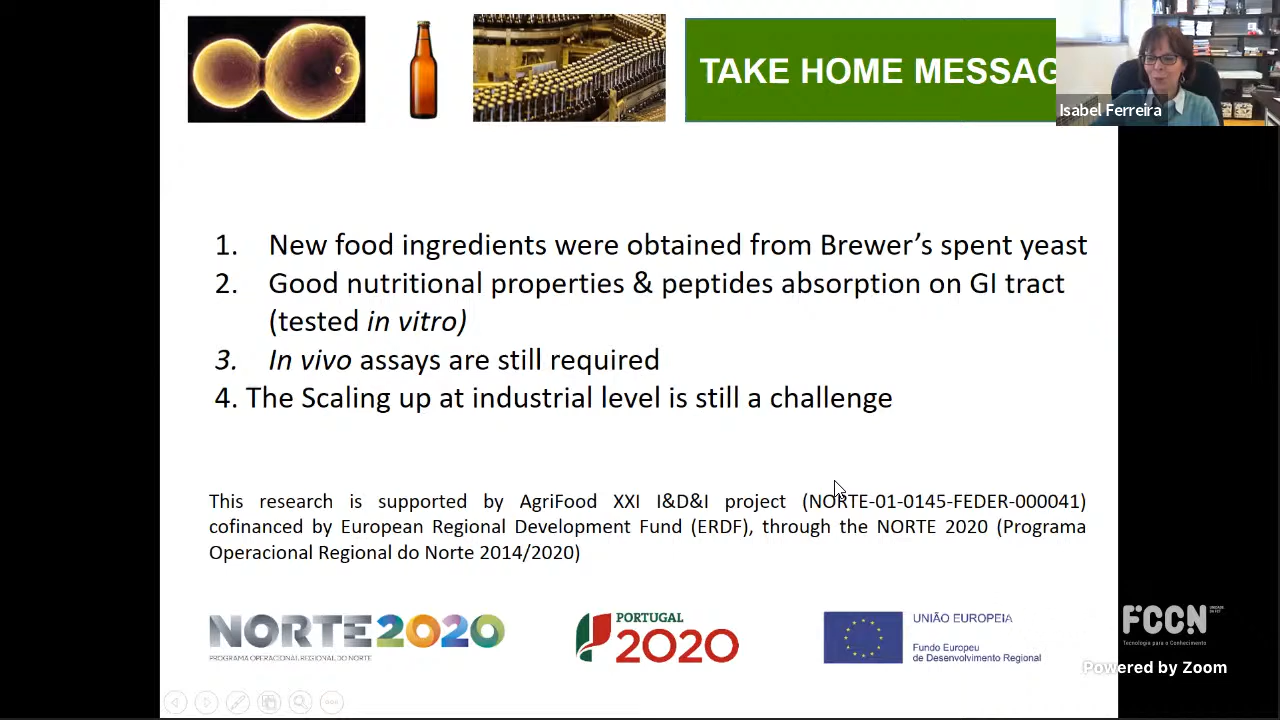 TAKE HOME MESSAG
Isabel Ferreira
1. New food ingredients were obtained from Brewer’s spent yeast
2. Good nutritional properties & peptides absorption on GI tract
(tested in vitro)
3. In vivo assays are still required
4. The Scaling up at industrial level is still a challenge
This research is supported by AgriFood XXI I&D&I project (NORTE-01-0145-FEDER-000041)
cofinanced by European Regional Development Fund (ERDF), through the NORTE 2020 (Programa
Operacional Regional do Norte 2014/2020)
NORTE2020
PROGRAMA OPERACIONAL REGIONAL DO NORTE
PORTUGAL
2020
UNIÃO EUROPEIA
Fundo Europeu
de Desenvolvimento Regional
FCCN
Tecnologia para o Conhecimento
Powered by Zoom